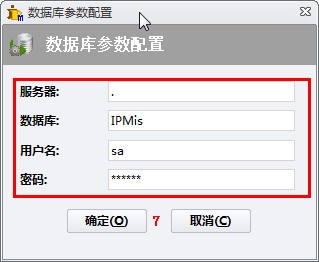 数据库参数配置
数据库参数配置
服务器: .
数据库: IPMis
用户名: sa
密码: ******
确定(O) 7 取消(C)